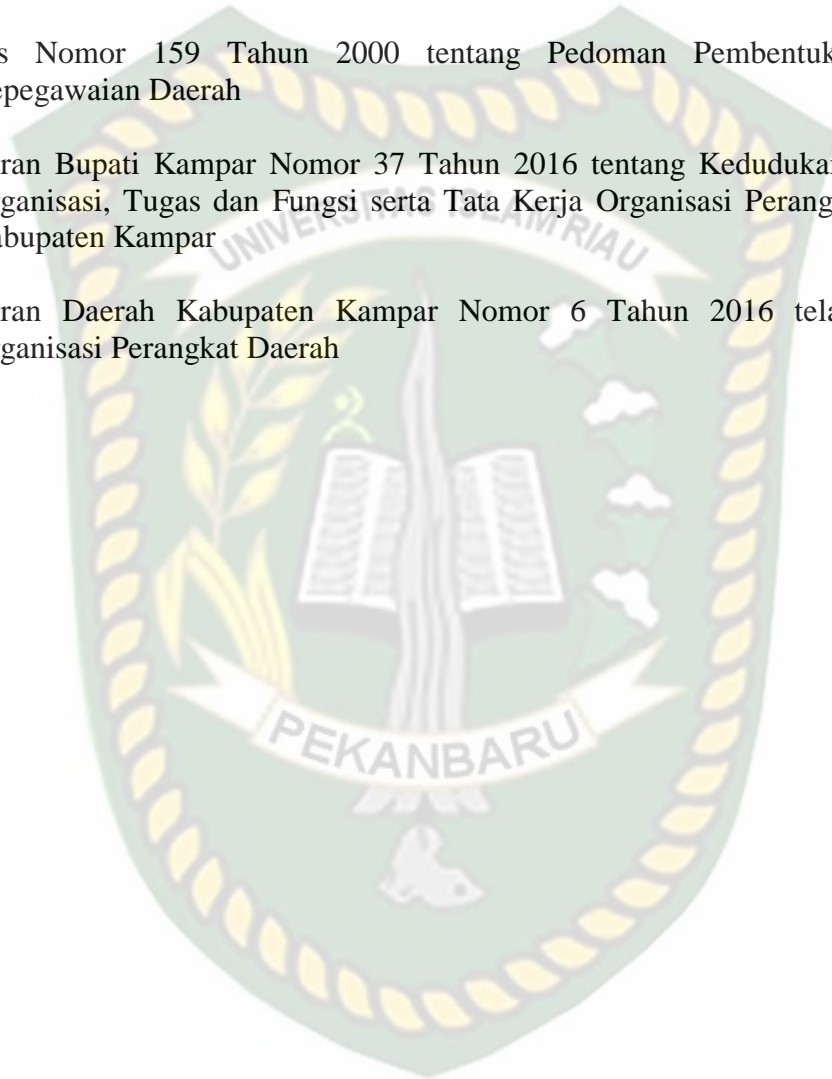 s Nomor 159 Tahun 2000 tentang Pedoman Pembentuk
epegawaian Daerah
ran Bupati Kampar Nomor 37 Tahun 2016 tentang Kedudukan
ganisasi, Tugas dan Fungsi serta Tata Kerja Organisasi Perang
abupaten Kampar
ran Daerah Kabupaten Kampar Nomor 6 Tahun 2016 tela
ganisasi Perangkat Daerah
UNIVERSITAS ISLAM RIAU
PEKANBARU